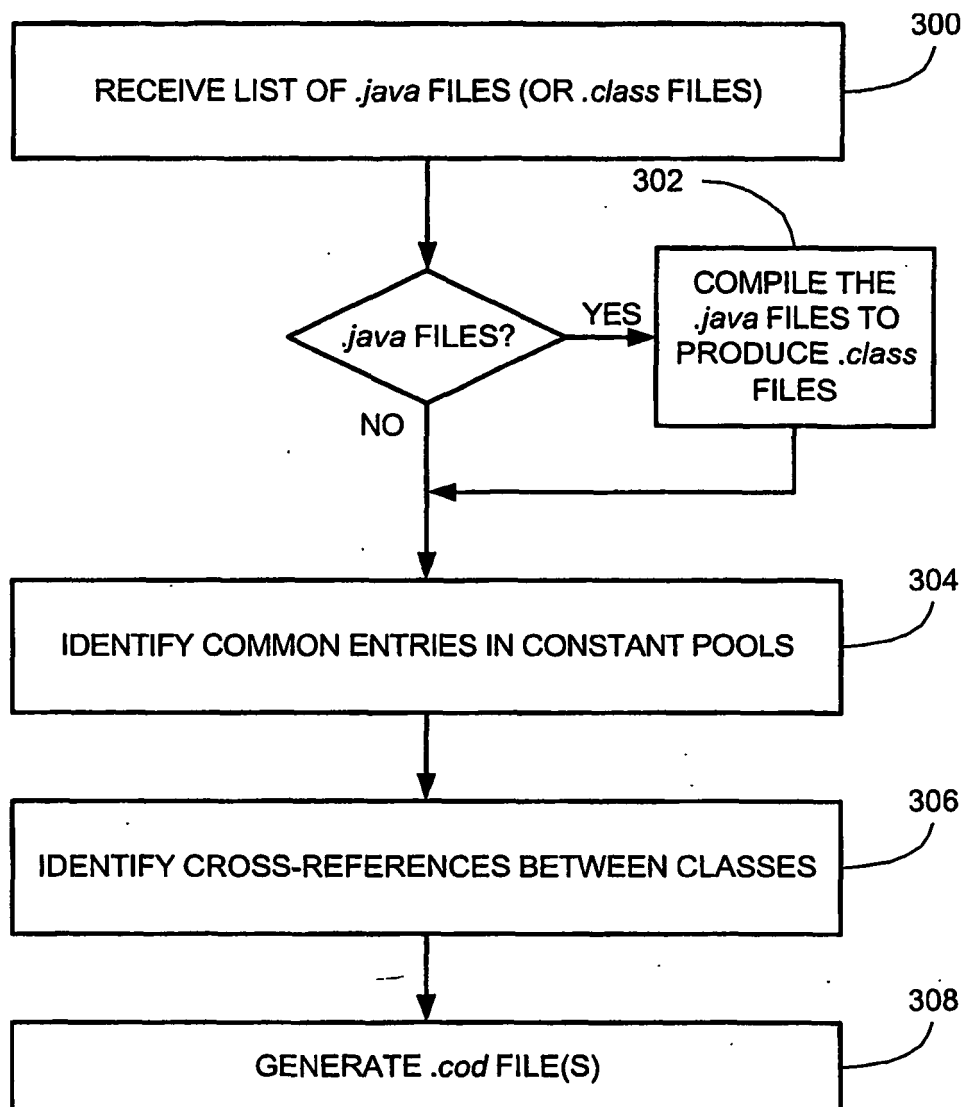 300
RECEIVE LIST OF .java FILES (OR .class FILES)
302
.java FILES?
YES
COMPILE THE
.java FILES TO
PRODUCE .class
FILES
NO
304
IDENTIFY COMMON ENTRIES IN CONSTANT POOLS
306
IDENTIFY CROSS-REFERENCES BETWEEN CLASSES
308
GENERATE .cod FILE(S)